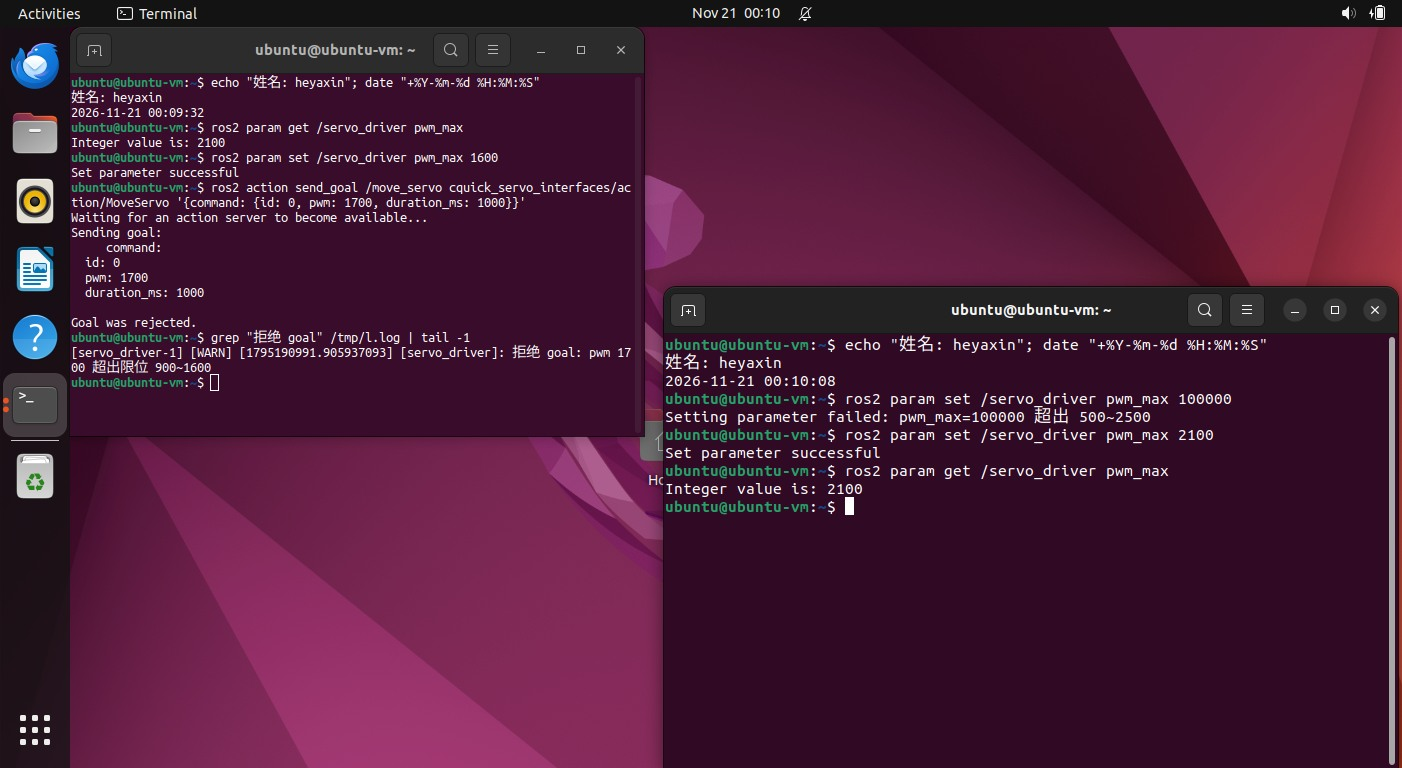 Activities
Terminal
Nov 21 00:10
ubuntu@ubuntu-vm: ~
ubuntu@ubuntu-vm:~$ echo "姓名: heyaxin"; date "+%Y-%m-%d %H:%M:%S"
姓名: heyaxin
2026-11-21 00:09:32
ubuntu@ubuntu-vm:~$ ros2 param get /servo_driver pwm_max
Integer value is: 2100
ubuntu@ubuntu-vm:~$ ros2 param set /servo_driver pwm_max 1600
Set parameter successful
ubuntu@ubuntu-vm:~$ ros2 action send_goal /move_servo cquick_servo_interfaces/ac
tion/MoveServo '{command: {id: 0, pwm: 1700, duration_ms: 1000}}'
Waiting for an action server to become available...
Sending goal:
command:
id: 0
pwm: 1700
duration_ms: 1000
Goal was rejected.
ubuntu@ubuntu-vm:~$ grep "拒绝 goal" /tmp/l.log | tail -1
[servo_driver-1] [WARN] [1795190991.905937093] [servo_driver]: 拒绝 goal: pwm 17
00 超出限位 900~1600
ubuntu@ubuntu-vm:~$
Ho
ubuntu@ubuntu-vm: ~
ubuntu@ubuntu-vm:~$ echo "姓名: heyaxin"; date "+%Y-%m-%d %H:%M:%S"
姓名: heyaxin
2026-11-21 00:10:08
ubuntu@ubuntu-vm:~$ ros2 param set /servo_driver pwm_max 100000
Setting parameter failed: pwm_max=100000 超出 500~2500
ubuntu@ubuntu-vm:~$ ros2 param set /servo_driver pwm_max 2100
Set parameter successful
ubuntu@ubuntu-vm:~$ ros2 param get /servo_driver pwm_max
Integer value is: 2100
ubuntu@ubuntu-vm:~$